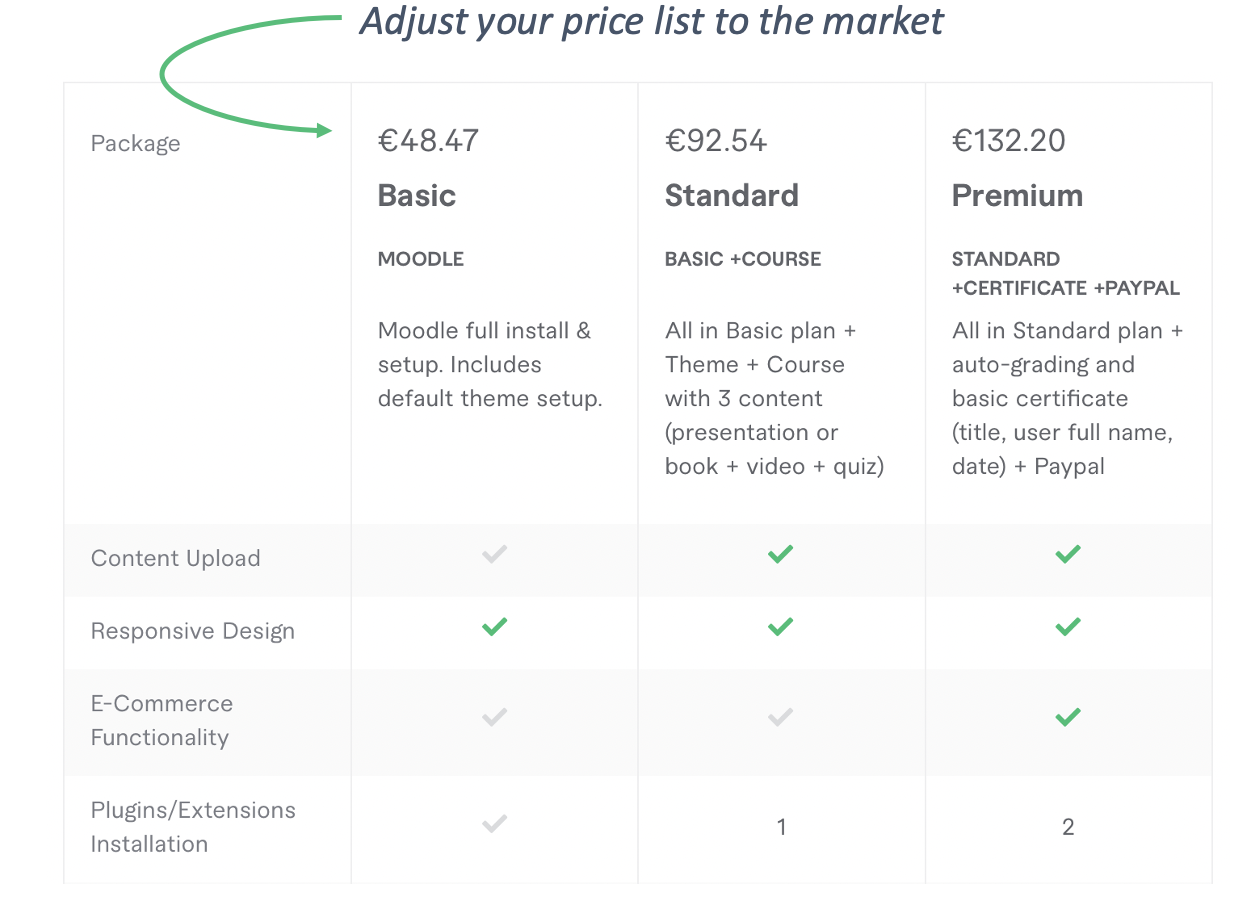 Adjust your price list to the market
Package
€48.47
Basic
MOODLE
Moodle full install &
setup. Includes
default theme setup.
€92.54
Standard
BASIC +COURSE
All in Basic plan +
Theme + Course
with 3 content
(presentation or
book + video + quiz)
€132.20
Premium
STANDARD
+CERTIFICATE +PAYPAL
All in Standard plan +
auto-grading and
basic certificate
(title, user full name,
date) + Paypal
Content Upload
Responsive Design
E-Commerce
Functionality
Plugins/Extensions
Installation
1
2